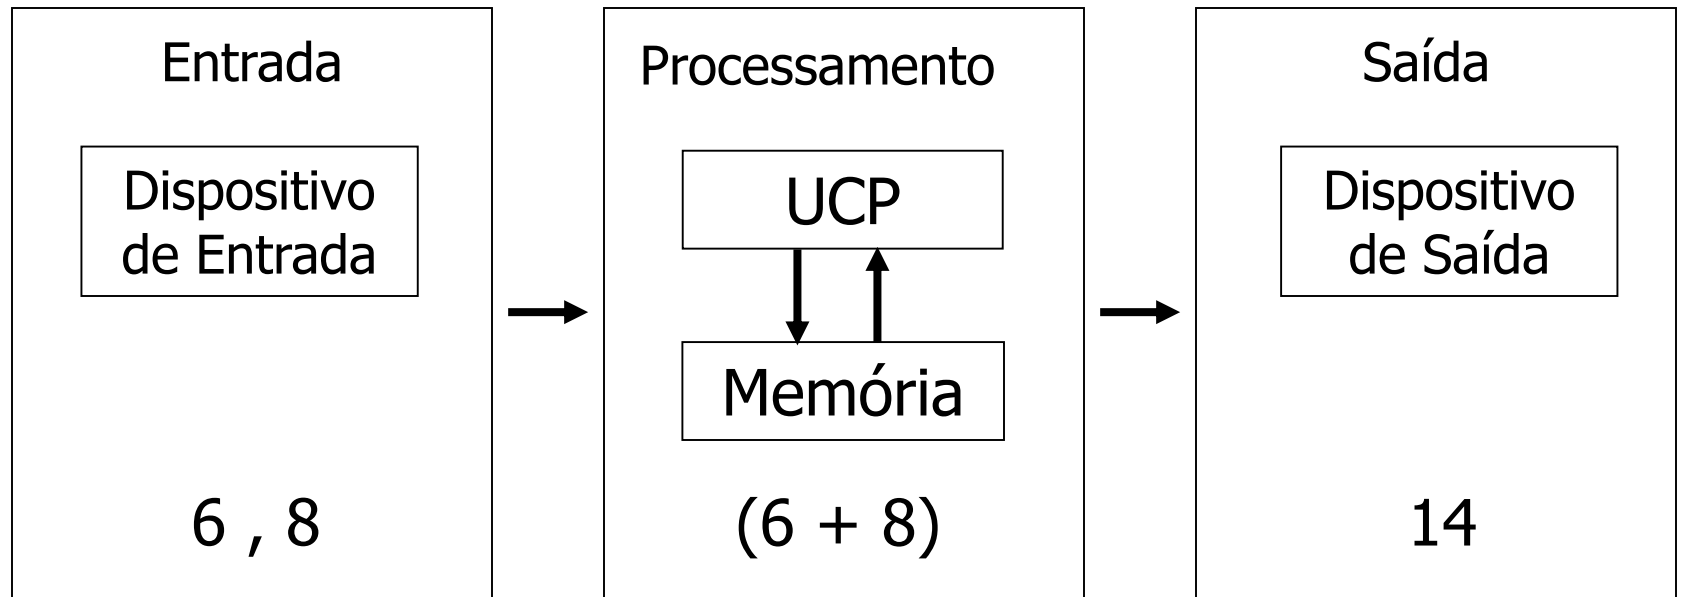 Entrada
Dispositivo
de Entrada
6 , 8
Processamento
UCP
Memória
(6 + 8)
Saída
Dispositivo
de Saída
14